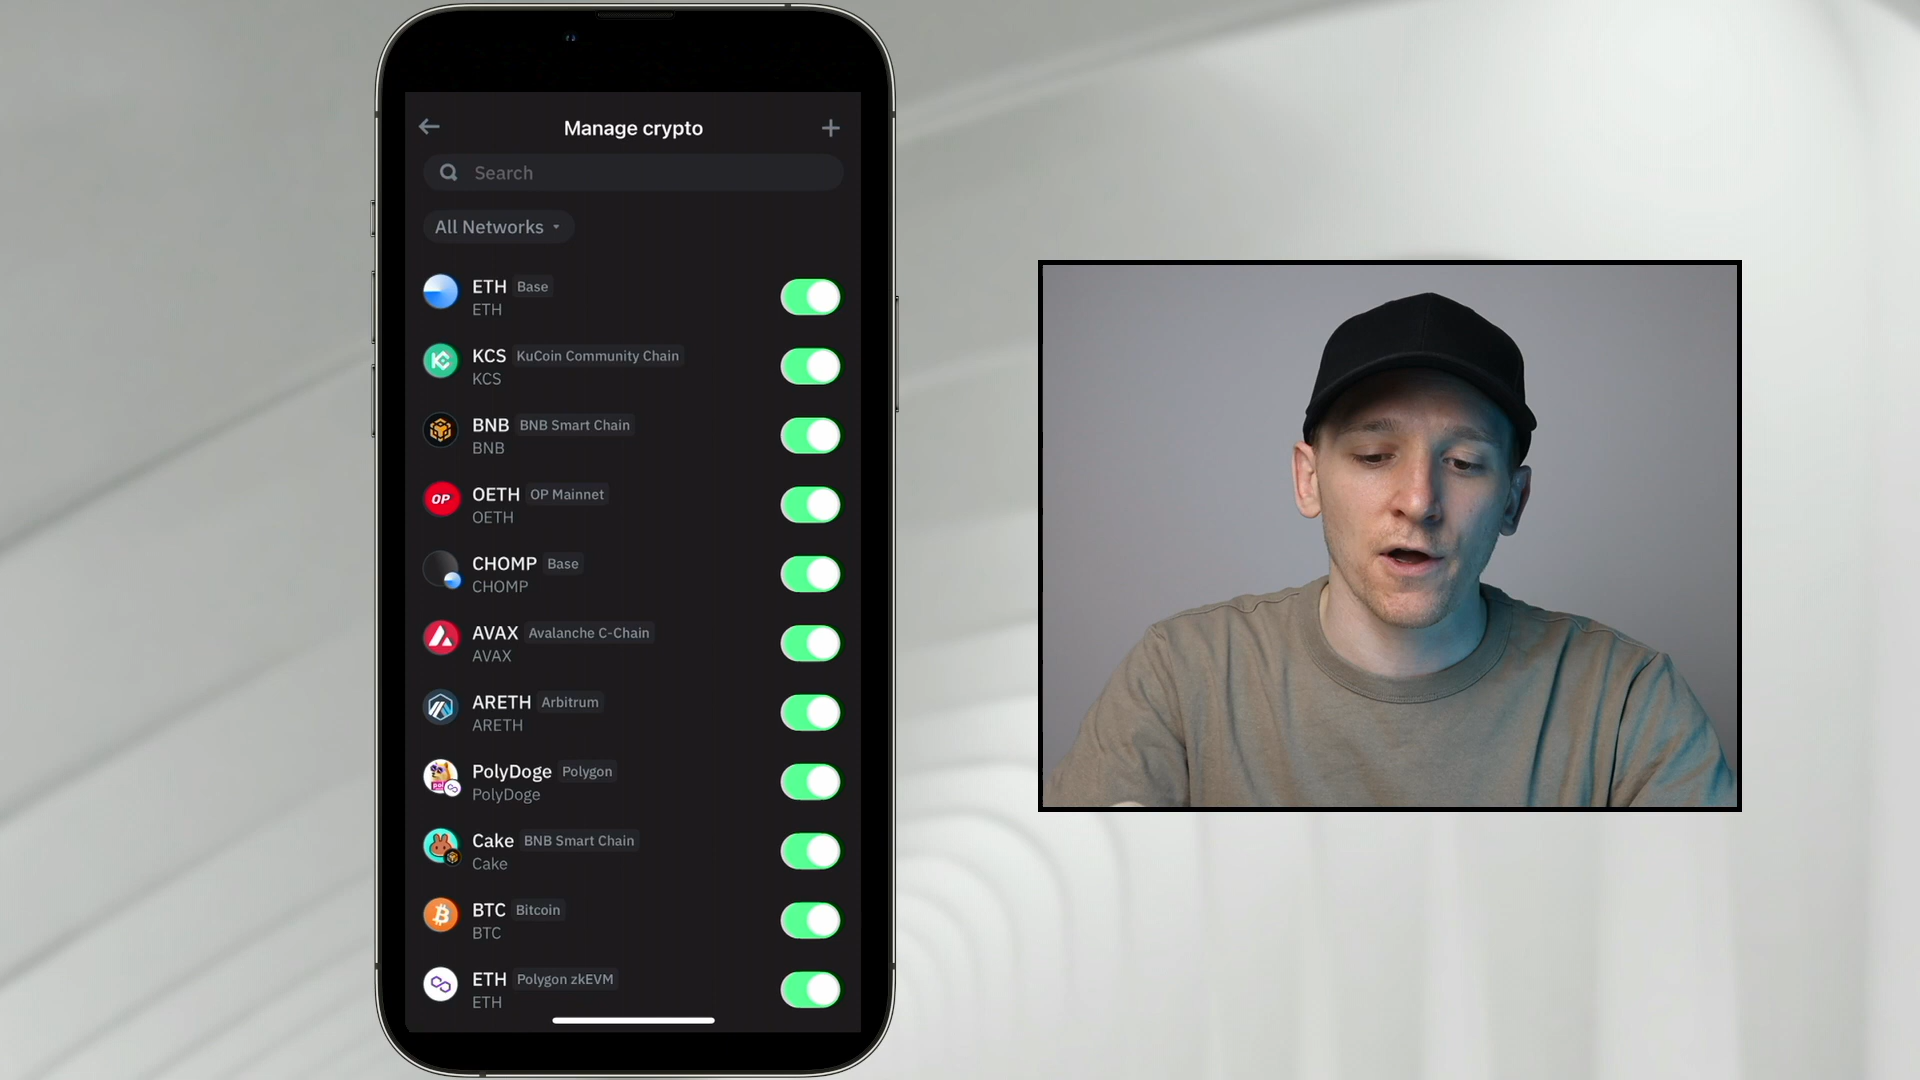 Manage crypto
Search
All Networks
ETH Base
ETH
KCS KuCoin Community Chain
KCS
BNB BNB Smart Chain
BNB
OP
OETH OP Mainnet
OETH
CHOMP Base
CHOMP
AVAX Avalanche C-Chain
AVAX
ARETH Arbitrum
ARETH
PolyDoge Polygon
PolyDoge
Cake BNB Smart Chain
Cake
BTC Bitcoin
BTC
ETH Polygon zkEVM
ETH